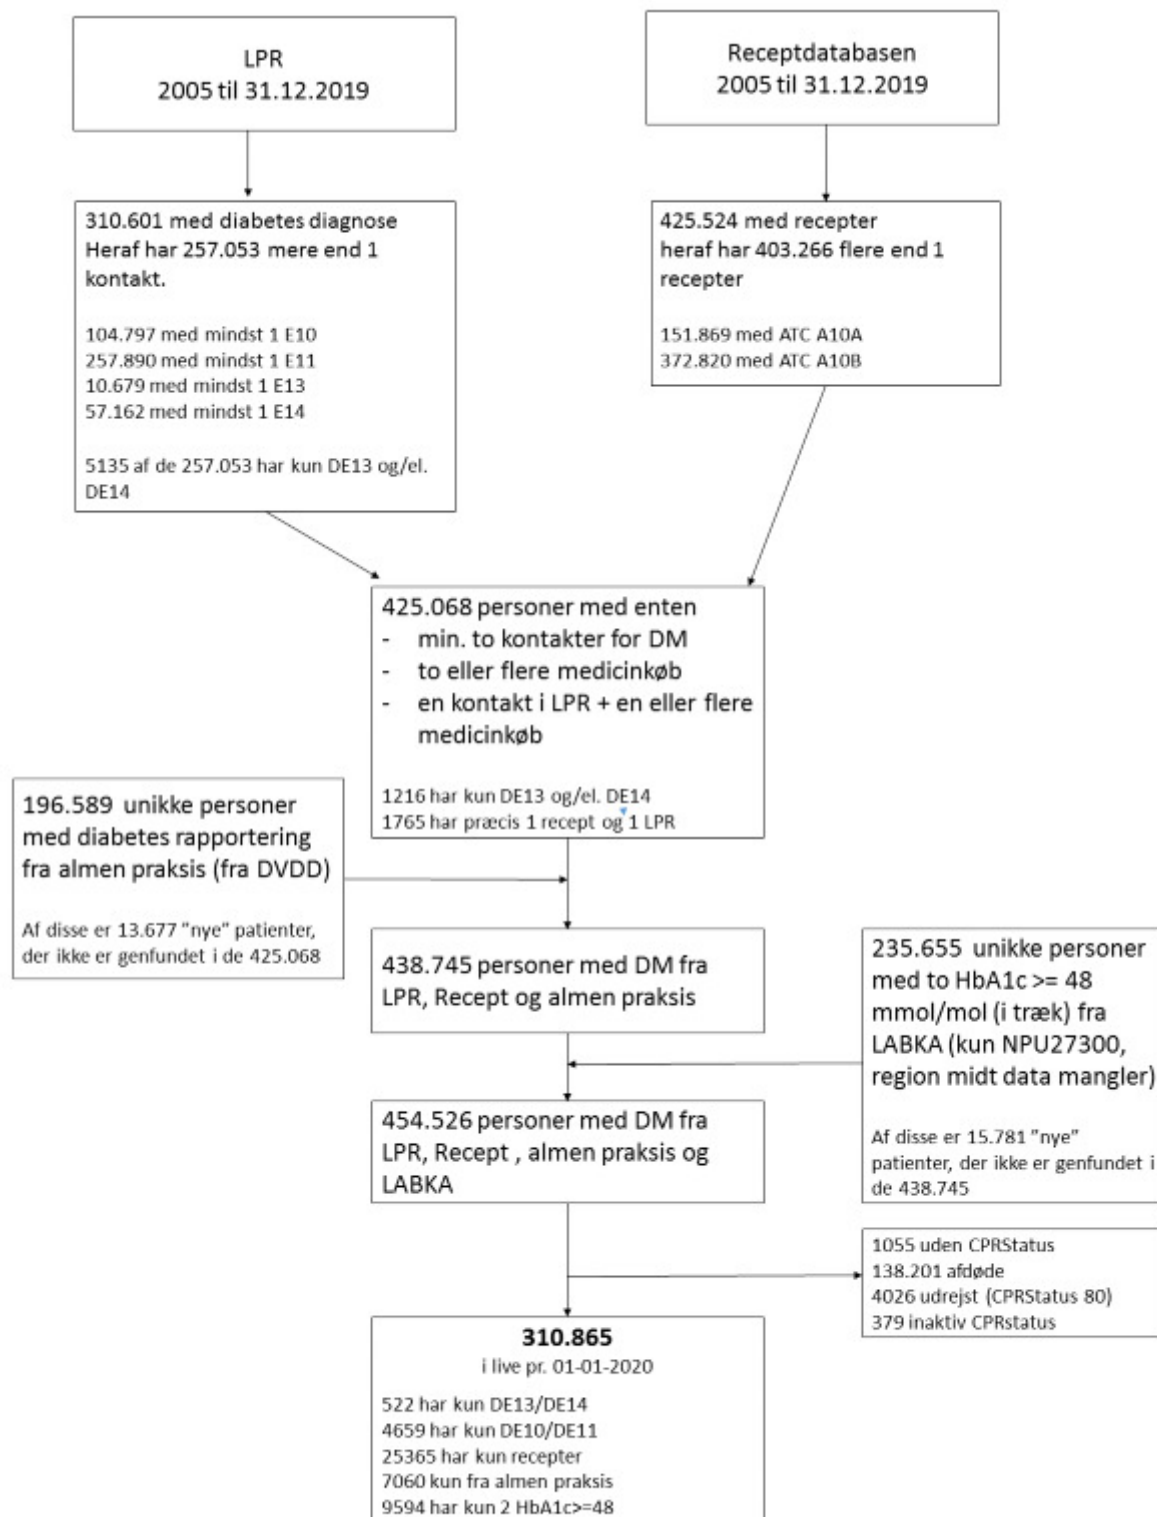 LPR
2005 til 31.12.2019
Receptdatabasen
2005 til 31.12.2019
310.601 med diabetes diagnose
Heraf har 257.053 mere end 1
kontakt.
104.797 med mindst 1 E10
257.890 med mindst 1 E11
10.679 med mindst 1 E13
57.162 med mindst 1 E14
5135 af de 257.053 har kun DE13 og/el.
DE14
425.524 med recepter
heraf har 403.266 flere end 1
recepter
151.869 med ATC A10A
372.820 med ATC A10B
425.068 personer med enten
- min. to kontakter for DM
- to eller flere medicinkøb
- en kontakt i LPR + en eller flere
medicinkøb
1216 har kun DE13 og/el. DE14
1765 har præcis 1 recept og 1 LPR
196.589 unikke personer
med diabetes rapportering
fra almen praksis (fra DVDD)
Af disse er 13.677 "nye" patienter,
der ikke er genfundet i de 425.068
438.745 personer med DM fra
LPR, Recept og almen praksis
235.655 unikke personer
med to HbA1c >= 48
mmol/mol (i træk) fra
LABKA (kun NPU27300,
region midt data mangler)
Af disse er 15.781 "nye"
patienter, der ikke er genfundet i
de 438.745
454.526 personer med DM fra
LPR, Recept , almen praksis og
LABKA
1055 uden CPRStatus
138.201 afdøde
4026 udrejst (CPRStatus 80)
379 inaktiv CPRstatus
310.865
i live pr. 01-01-2020
522 har kun DE13/DE14
4659 har kun DE10/DE11
25365 har kun recepter
7060 kun fra almen praksis
9594 har kun 2 HbA1c>=48